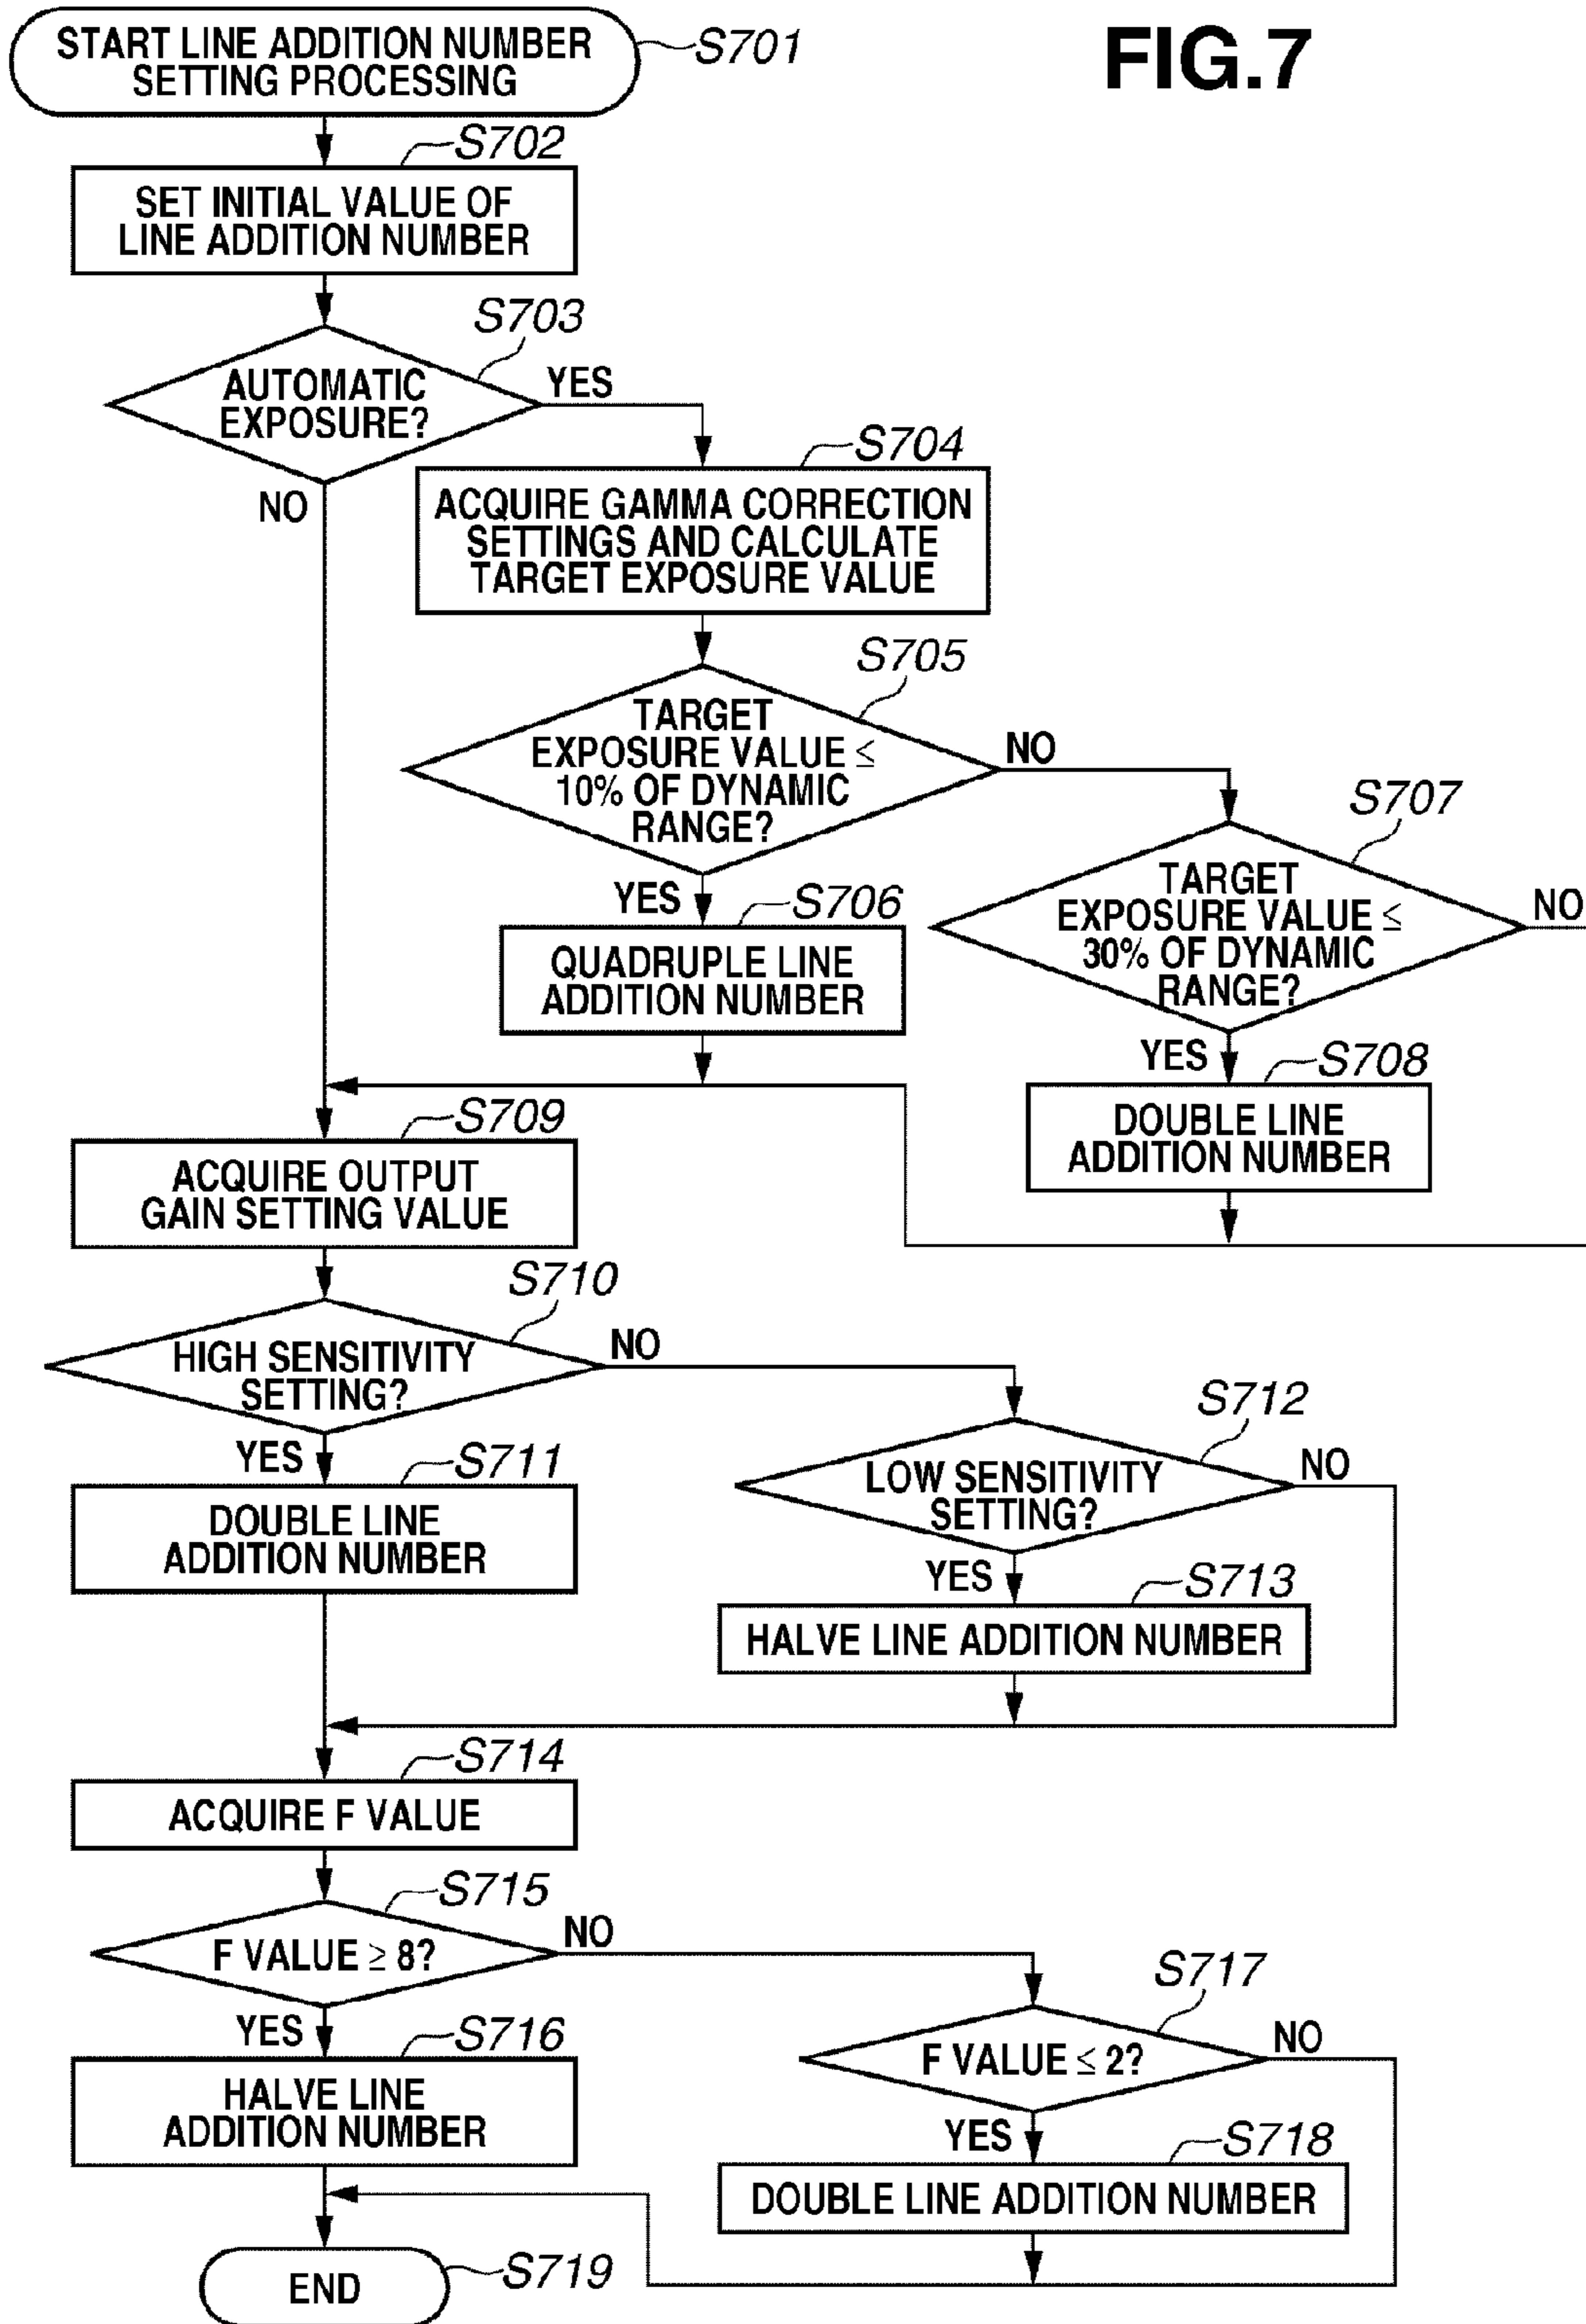 FIG.7
START LINE ADDITION NUMBER
SETTING PROCESSING
S701
S702
SET INITIAL VALUE OF
LINE ADDITION NUMBER
S703
AUTOMATIC
EXPOSURE?
YES
NO
S704
ACQUIRE GAMMA CORRECTION
SETTINGS AND CALCULATE
TARGET EXPOSURE VALUE
S705
TARGET
EXPOSURE VALUE ≤
10% OF DYNAMIC
RANGE?
NO
YES
S706
QUADRUPLE LINE
ADDITION NUMBER
S707
TARGET
EXPOSURE VALUE ≤
30% OF DYNAMIC
RANGE?
NO
YES
S708
DOUBLE LINE
ADDITION NUMBER
S709
ACQUIRE OUTPUT
GAIN SETTING VALUE
S710
HIGH SENSITIVITY
SETTING?
NO
YES
S711
DOUBLE LINE
ADDITION NUMBER
S712
LOW SENSITIVITY
SETTING?
NO
YES
S713
HALVE LINE ADDITION NUMBER
S714
ACQUIRE F VALUE
S715
F VALUE ≥ 8?
NO
YES
S716
HALVE LINE
ADDITION NUMBER
S717
F VALUE ≤ 2?
NO
YES
S718
DOUBLE LINE ADDITION NUMBER
END
S719